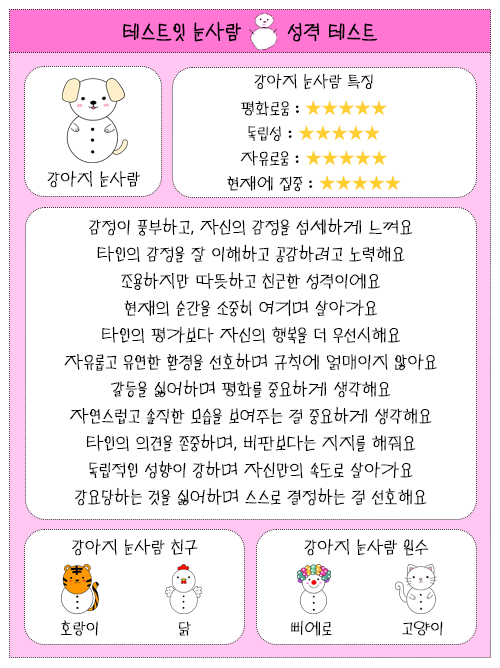 테스트잇 눈사람 성격 테스트
강아지 눈사람
강아지 눈사람 특징
평화로움 : ★★★★★
독립성 : ★★★★★
자유로움 : ★★★★★
현재에 집중 : ★★★★★
감정이 풍부하고, 자신의 감정을 섬세하게 느껴요
타인의 감정을 잘 이해하고 공감하려고 노력해요
조용하지만 따뜻하고 친근한 성격이에요
현재의 순간을 소중히 여기며 살아가요
타인의 평가보다 자신의 행복을 더 우선시해요
자유롭고 유연한 환경을 선호하며 규칙에 얽매이지 않아요
갈등을 싫어하며 평화를 중요하게 생각해요
자연스럽고 솔직한 모습을 보여주는 걸 중요하게 생각해요
타인의 의견을 존중하며, 비판보다는 지지를 해줘요
독립적인 성향이 강하며 자신만의 속도로 살아가요
강요당하는 것을 싫어하며 스스로 결정하는 걸 선호해요
강아지 눈사람 친구
호랑이
닭
강아지 눈사람 원수
삐에로
고양이